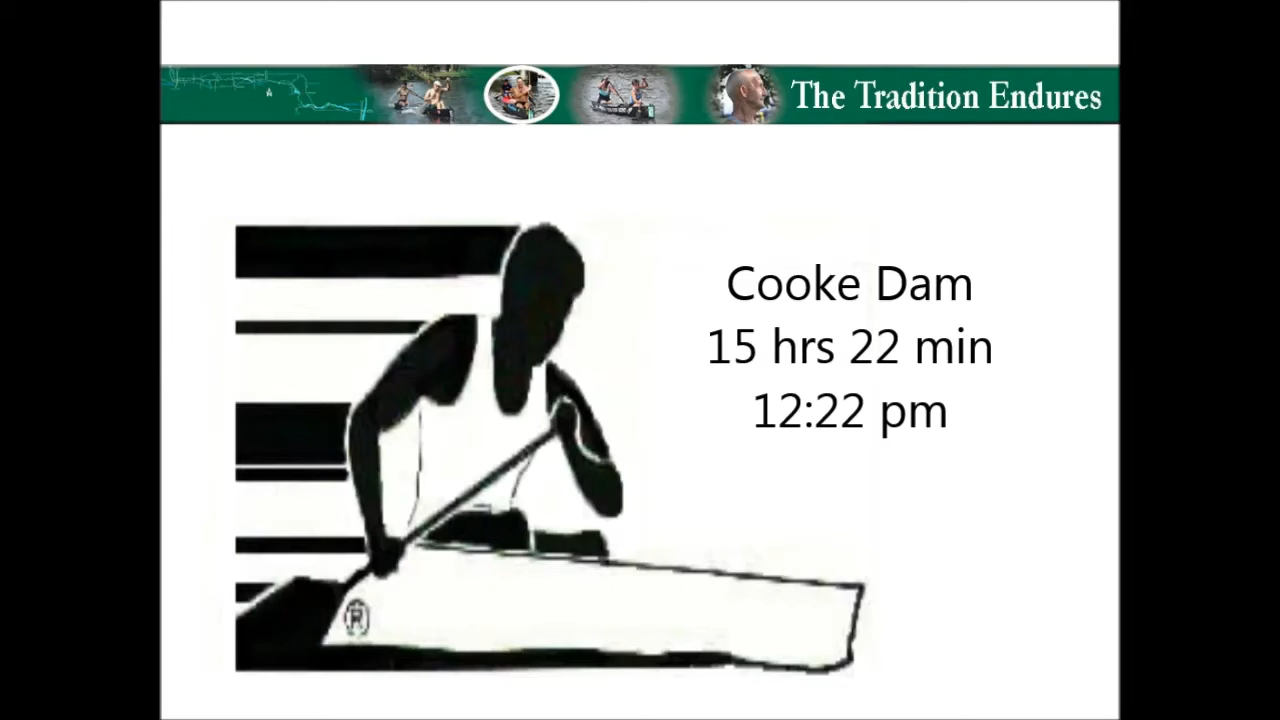 The Tradition Endures
Cooke Dam
15 hrs 22 min
12:22 pm
®